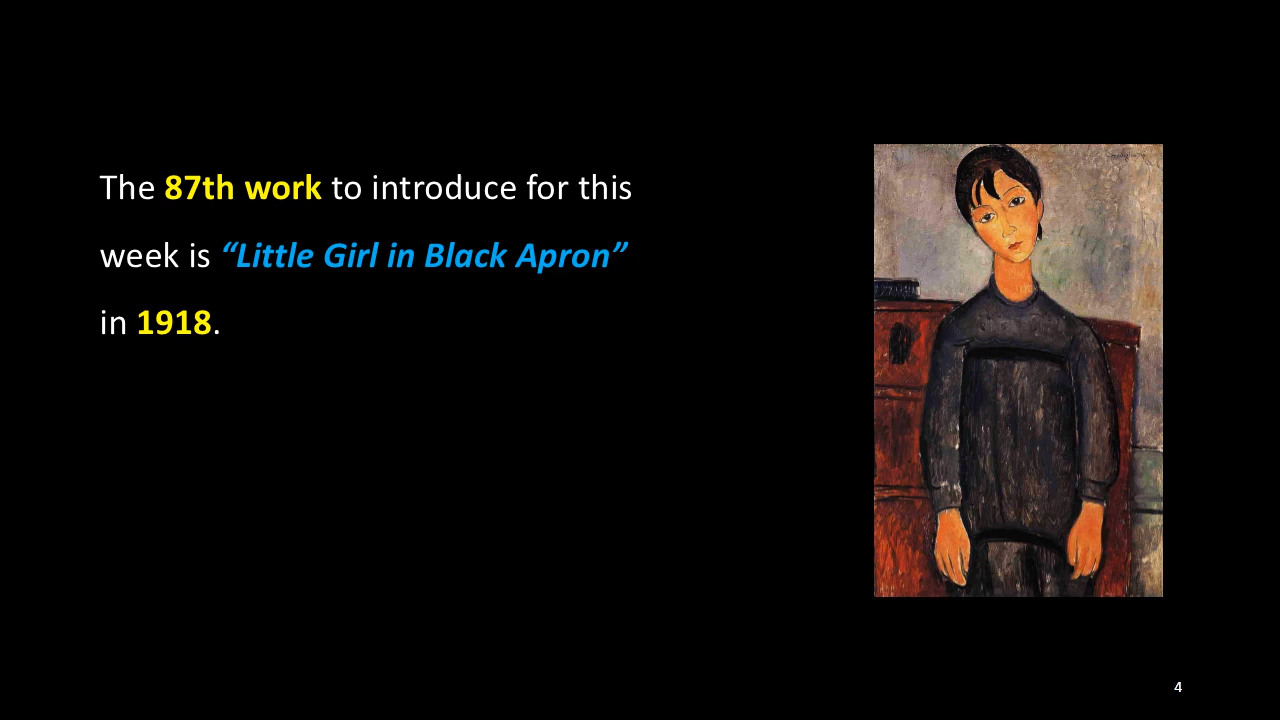 The 87th work to introduce for this
week is “Little Girl in Black Apron”
in 1918.
4